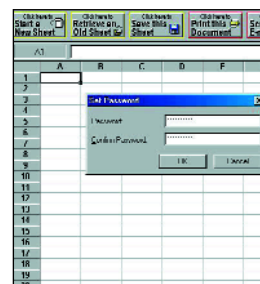 Click here to Click here to Click here to Click here to
Start a Retrieve an Save this Print this
New Sheet Old Sheet Sheet Document
A1
A B C D E F
1
2
3
4
5
6
7
8
9
10
11
12
13
14
15
16
17
18
19
Set Password
Password
Confirm Password
OK Cancel